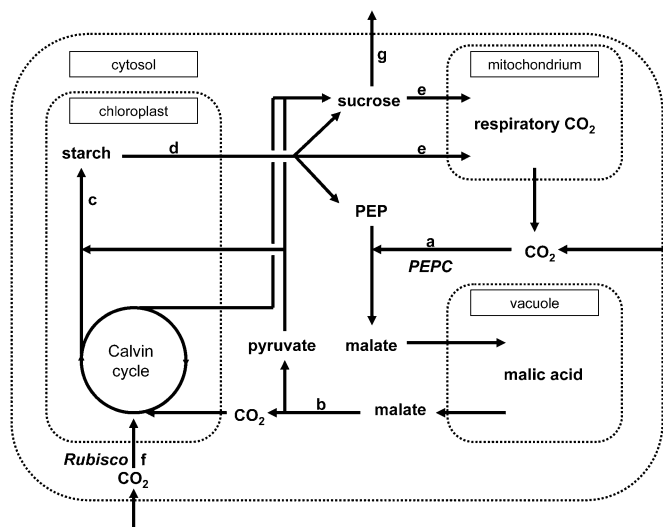 g
cytosol
mitochondrium
chloroplast
sucrose
e
respiratory CO₂
starch
d
e
c
PEP
a
PEPC
CO₂
vacuole
Calvin
cycle
pyruvate
malate
malic acid
CO₂
b
malate
Rubisco
f
CO₂